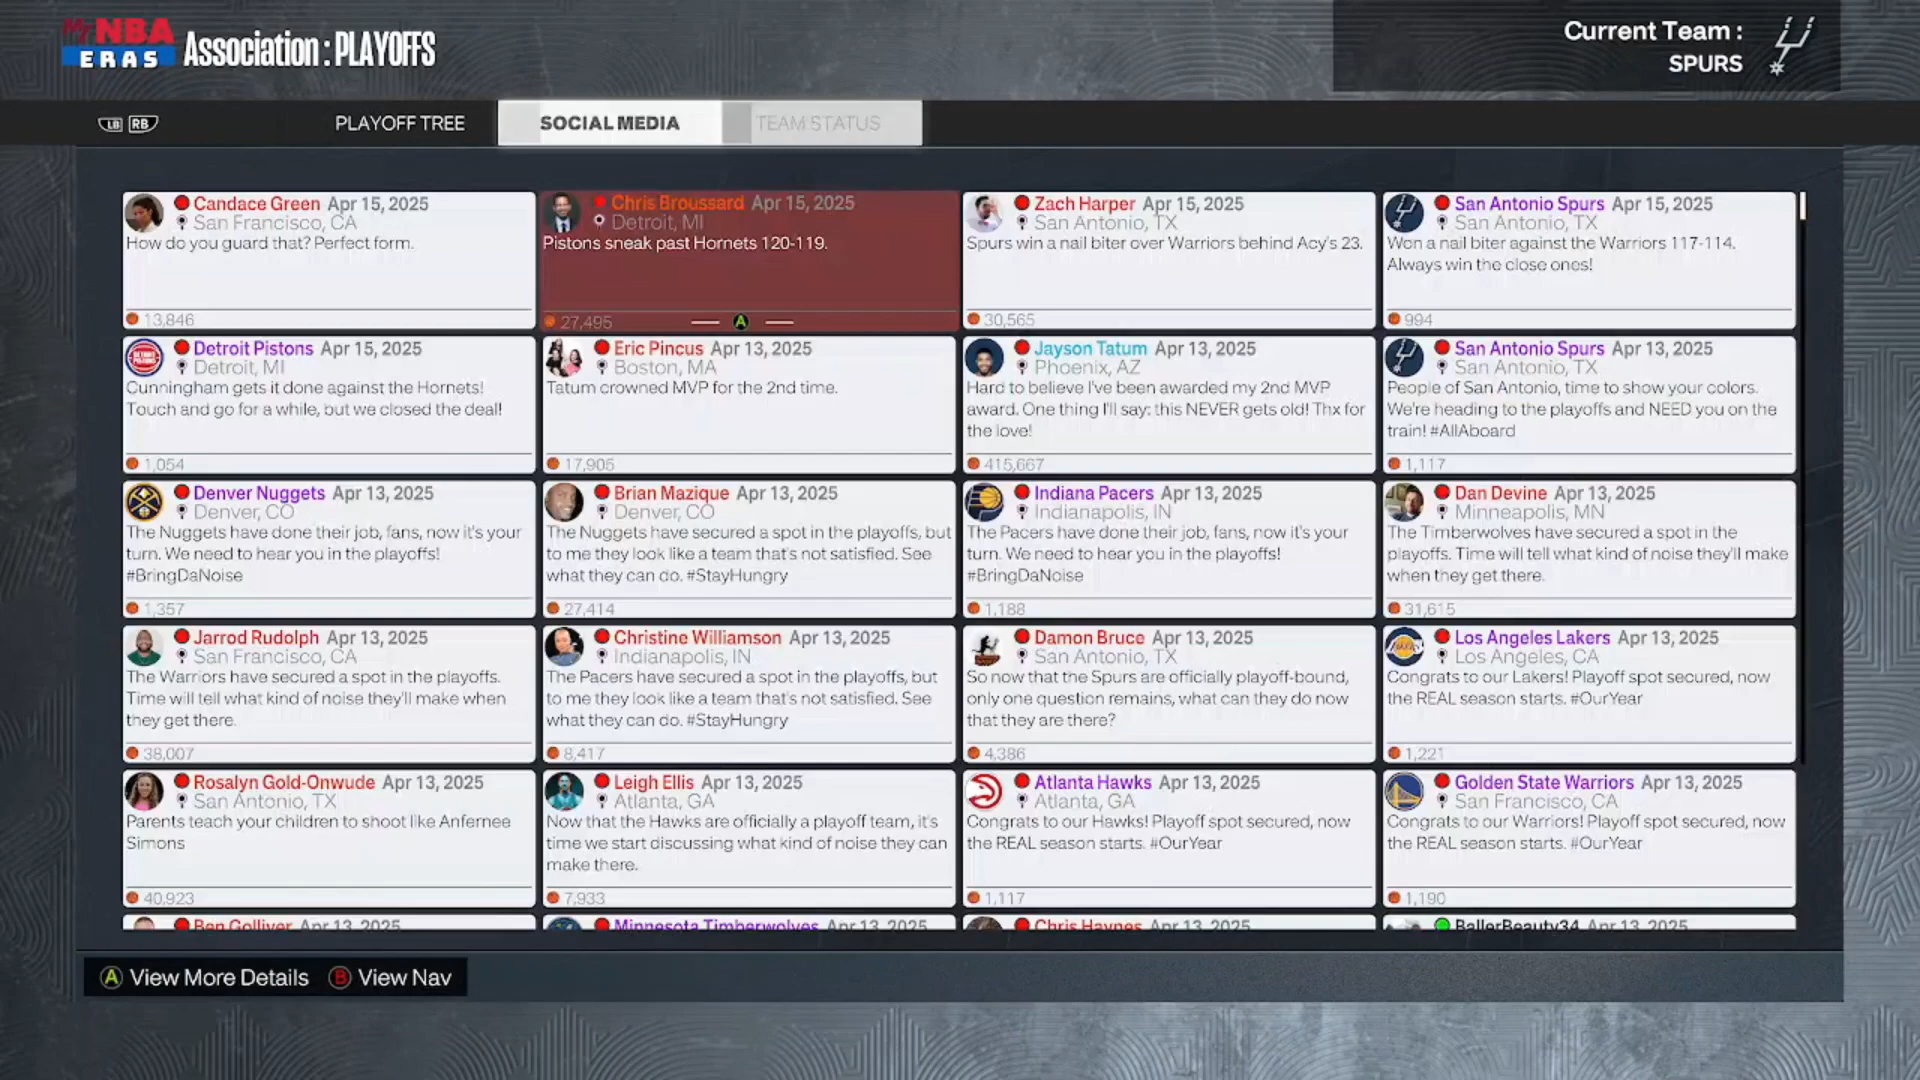 My NBA
ERAS
Association : PLAYOFFS
Current Team :
SPURS
LB RB
PLAYOFF TREE
SOCIAL MEDIA
TEAM STATUS
Candace Green Apr 15, 2025
San Francisco, CA
How do you guard that? Perfect form.
13,846
Chris Broussard Apr 15, 2025
Detroit, MI
Pistons sneak past Hornets 120-119.
27,495
A
Zach Harper Apr 15, 2025
San Antonio, TX
Spurs win a nail biter over Warriors behind Acy's 23.
30,565
San Antonio Spurs Apr 15, 2025
San Antonio, TX
Won a nail biter against the Warriors 117-114.
Always win the close ones!
994
Detroit Pistons Apr 15, 2025
Detroit, MI
Cunningham gets it done against the Hornets!
Touch and go for a while, but we closed the deal!
1,054
Eric Pincus Apr 13, 2025
Boston, MA
Tatum crowned MVP for the 2nd time.
17,905
Jayson Tatum Apr 13, 2025
Phoenix, AZ
Hard to believe I've been awarded my 2nd MVP
award. One thing I'll say: this NEVER gets old! Thx for
the love!
415,667
San Antonio Spurs Apr 13, 2025
San Antonio, TX
People of San Antonio, time to show your colors.
We're heading to the playoffs and NEED you on the
train! #AllAboard
1,117
Denver Nuggets Apr 13, 2025
Denver, CO
The Nuggets have done their job, fans, now it's your
turn. We need to hear you in the playoffs!
#BringDaNoise
1,357
Brian Mazique Apr 13, 2025
Denver, CO
The Nuggets have secured a spot in the playoffs, but
to me they look like a team that's not satisfied. See
what they can do. #StayHungry
27,414
Indiana Pacers Apr 13, 2025
Indianapolis, IN
The Pacers have done their job, fans, now it's your
turn. We need to hear you in the playoffs!
#BringDaNoise
1,188
Dan Devine Apr 13, 2025
Minneapolis, MN
The Timberwolves have secured a spot in the
playoffs. Time will tell what kind of noise they'll make
when they get there.
31,615
Jarrod Rudolph Apr 13, 2025
San Francisco, CA
The Warriors have secured a spot in the playoffs.
Time will tell what kind of noise they'll make when
they get there.
38,007
Christine Williamson Apr 13, 2025
Indianapolis, IN
The Pacers have secured a spot in the playoffs, but
to me they look like a team that's not satisfied. See
what they can do. #StayHungry
8,417
Damon Bruce Apr 13, 2025
San Antonio, TX
So now that the Spurs are officially playoff-bound,
only one question remains, what can they do now
that they are there?
4,386
Los Angeles Lakers Apr 13, 2025
Los Angeles, CA
Congrats to our Lakers! Playoff spot secured, now
the REAL season starts. #OurYear
1,221
Rosalyn Gold-Onwude Apr 13, 2025
San Antonio, TX
Parents teach your children to shoot like Anfernee
Simons
40,923
Leigh Ellis Apr 13, 2025
Atlanta, GA
Now that the Hawks are officially a playoff team, it's
time we start discussing what kind of noise they can
make there.
7,933
Atlanta Hawks Apr 13, 2025
Atlanta, GA
Congrats to our Hawks! Playoff spot secured, now
the REAL season starts. #OurYear
1,117
Golden State Warriors Apr 13, 2025
San Francisco, CA
Congrats to our Warriors! Playoff spot secured, now
the REAL season starts. #OurYear
1,190
Ben Golliver Apr 13, 2025
Minnesota Timberwolves Apr 13, 2025
Chris Haynes Apr 13, 2025
BallerBeauty34 Apr 13, 2025
A View More Details B View Nav